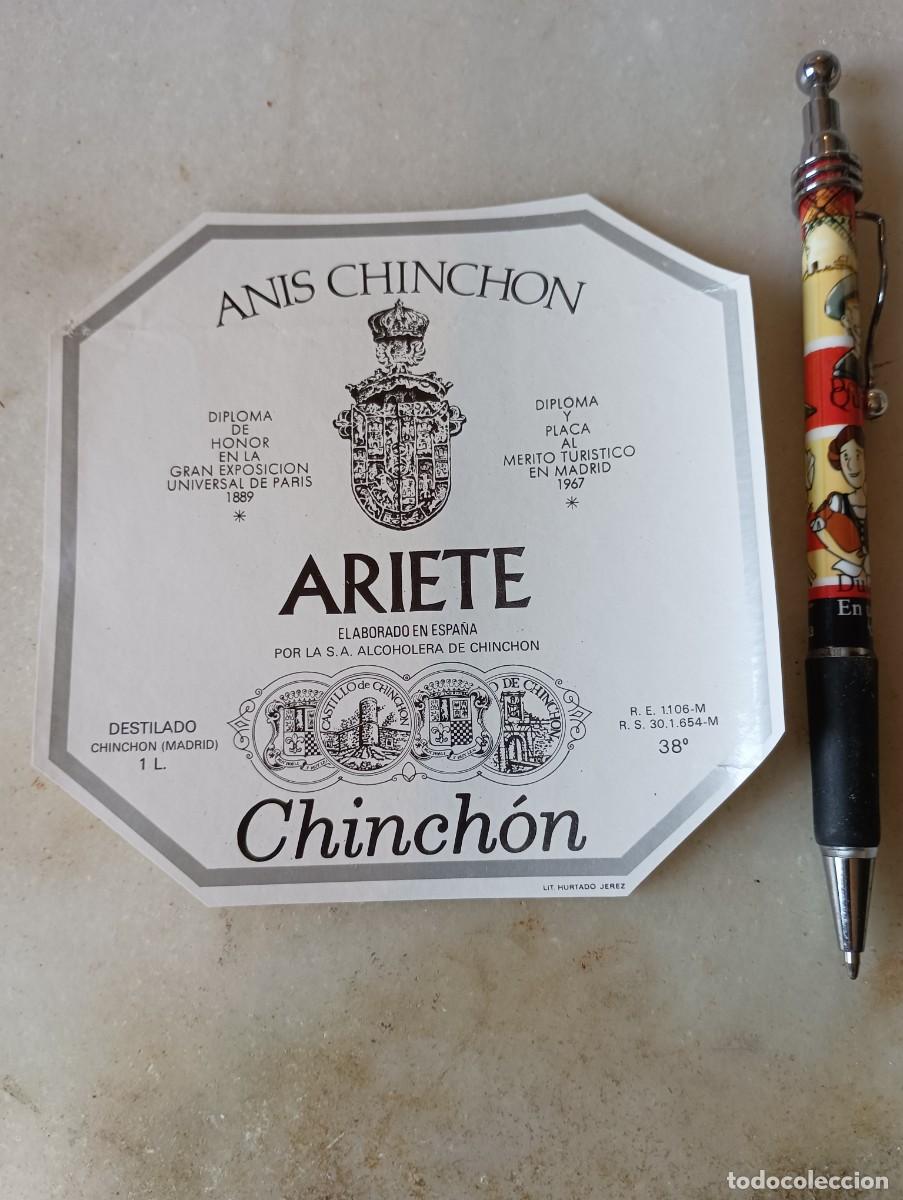 ANIS CHINCHON
DIPLOMA
DE
HONOR
EN LA
GRAN EXPOSICION
UNIVERSAL DE PARIS
1889
*
DIPLOMA
Y
PLACA
AL
MERITO TURISTICO
EN MADRID
1967
*
ARIETE
ELABORADO EN ESPAÑA
POR LA S.A. ALCOHOLERA DE CHINCHON
CASTILLO de CHINCHON
DE CHINCHON
DESTILADO
CHINCHON (MADRID)
1 L.
R. E. 1.106-M
R. S. 30.1.654-M
38º
Chinchón
LIT. HURTADO JEREZ
Du
En
todocoleccion